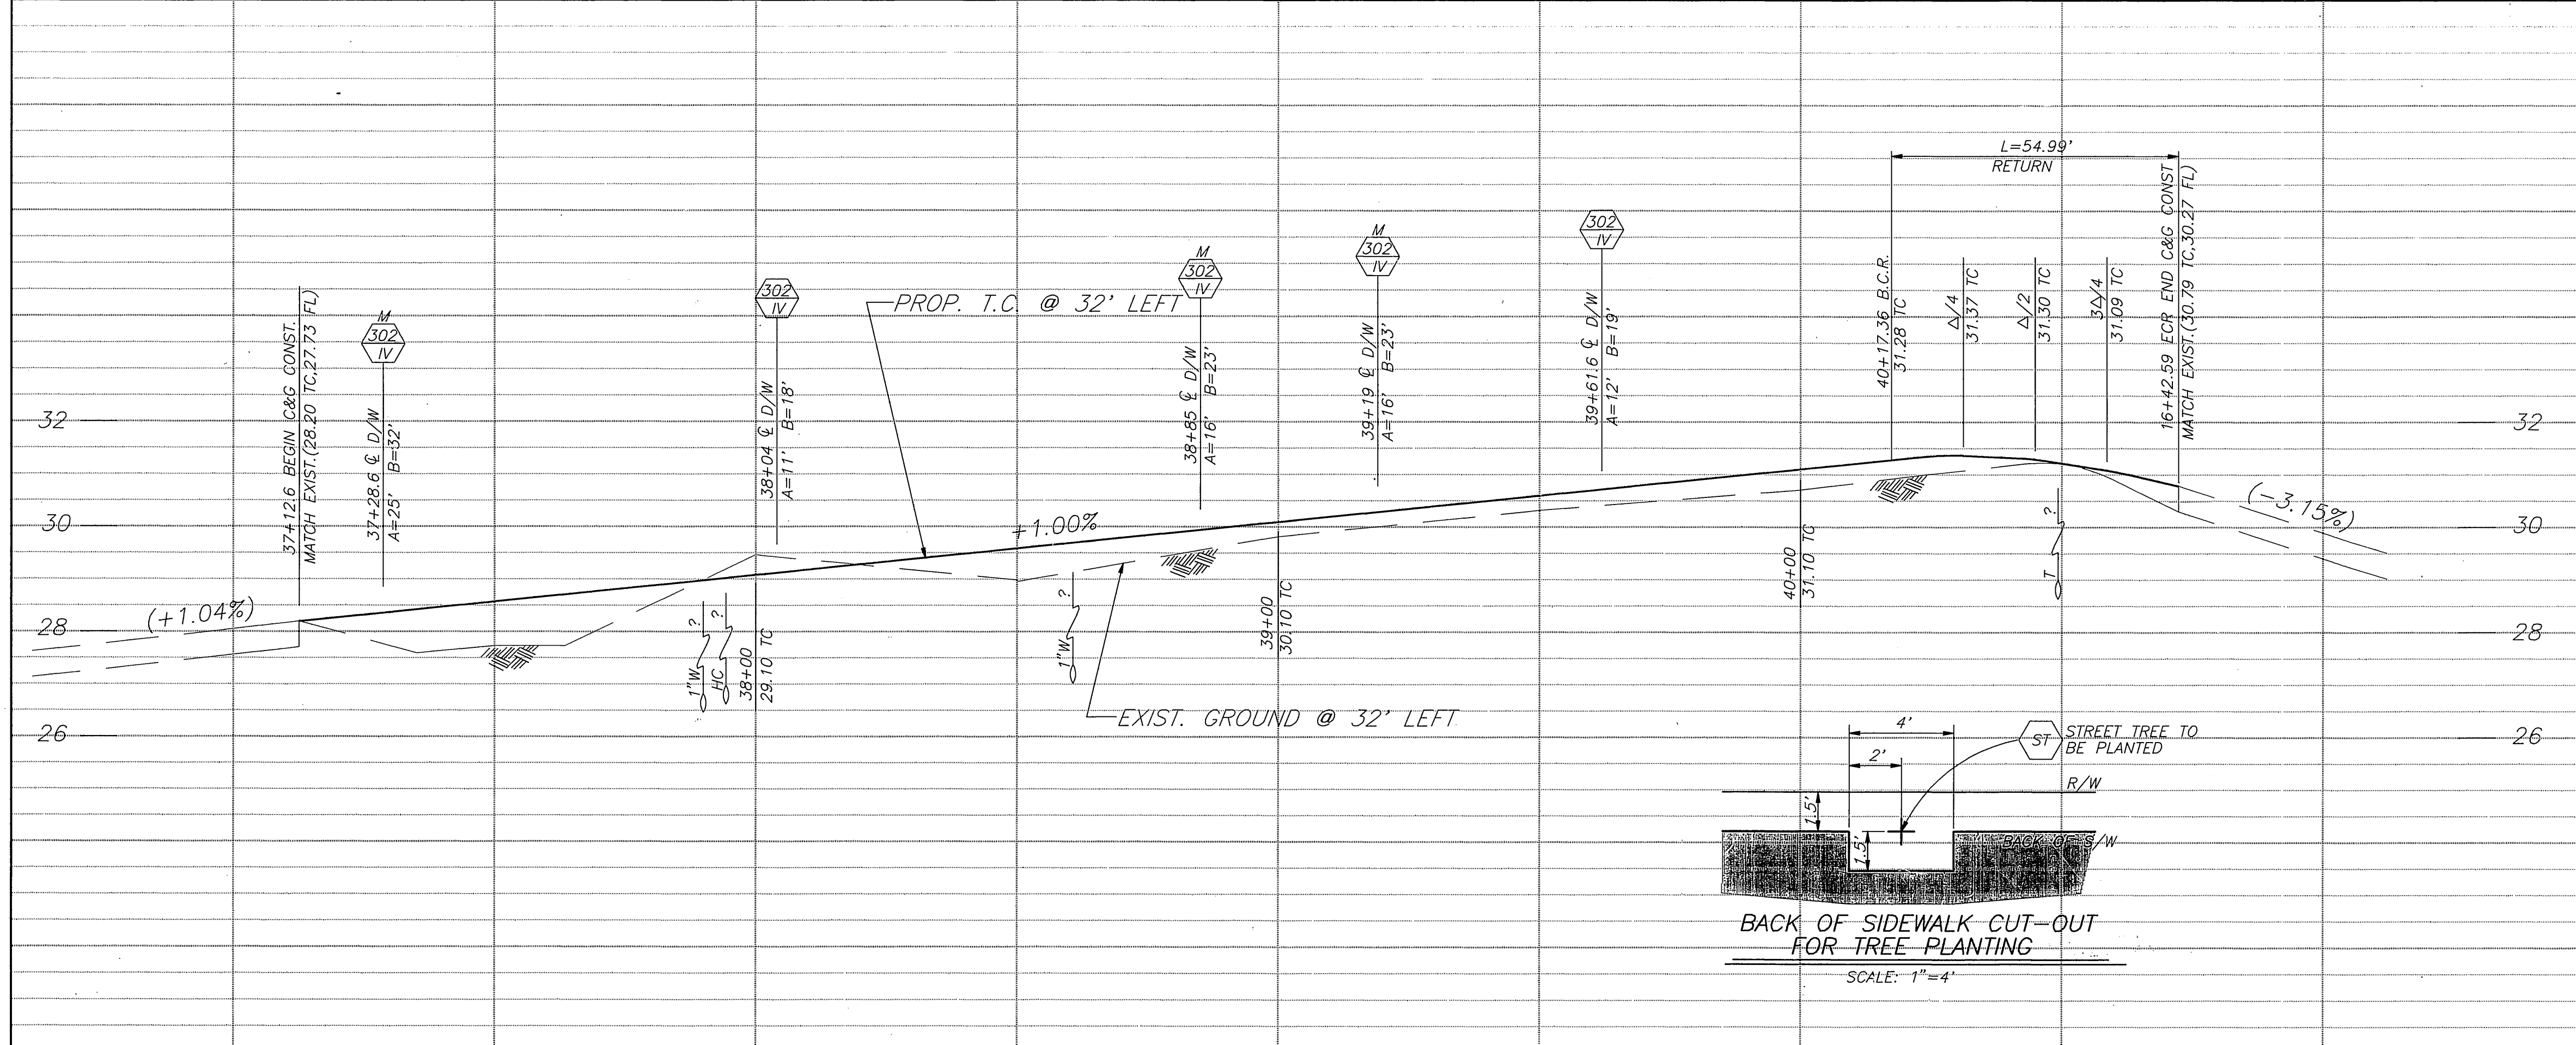 L=54.99'
RETURN
37+12.6 BEGIN C&G CONST.
MATCH EXIST.(28.20 TC,27.73 FL)
M
302
IV
37+28.6 ℄ D/W
A=25' B=32'
302
IV
38+04 ℄ D/W
A=11' B=18'
PROP. T.C. @ 32' LEFT
M
302
IV
38+85 ℄ D/W
A=16' B=23'
M
302
IV
39+19 ℄ D/W
A=16' B=23'
302
IV
39+61.6 ℄ D/W
A=12' B=19'
40+17.36 B.C.R.
31.28 TC
△/4
31.37 TC
△/2
31.30 TC
3△/4
31.09 TC
16+42.59 ECR END C&G CONST
MATCH EXIST.(30.79 TC,30.27 FL)
32
32
30
30
28
28
26
26
(+1.04%)
+1.00%
(-3.15%)
1"W ?
HC ?
38+00
29.10 TC
1"W ?
39+00
30.10 TC
40+00
31.10 TC
T ?
EXIST. GROUND @ 32' LEFT
4'
2'
ST
STREET TREE TO
BE PLANTED
R/W
1.5'
1.5'
BACK OF S/W
BACK OF SIDEWALK CUT-OUT
FOR TREE PLANTING
SCALE: 1"=4'